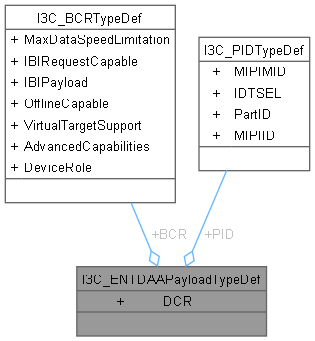 I3C_BCRTypeDef
+ MaxDataSpeedLimitation
+ IBIRequestCapable
+ IBIPayload
+ OfflineCapable
+ VirtualTargetSupport
+ AdvancedCapabilities
+ DeviceRole
I3C_PIDTypeDef
+ MIPIMID
+ IDTSEL
+ PartID
+ MIPIID
+BCR
+PID
I3C_ENTDAAPayloadTypeDef
+ DCR